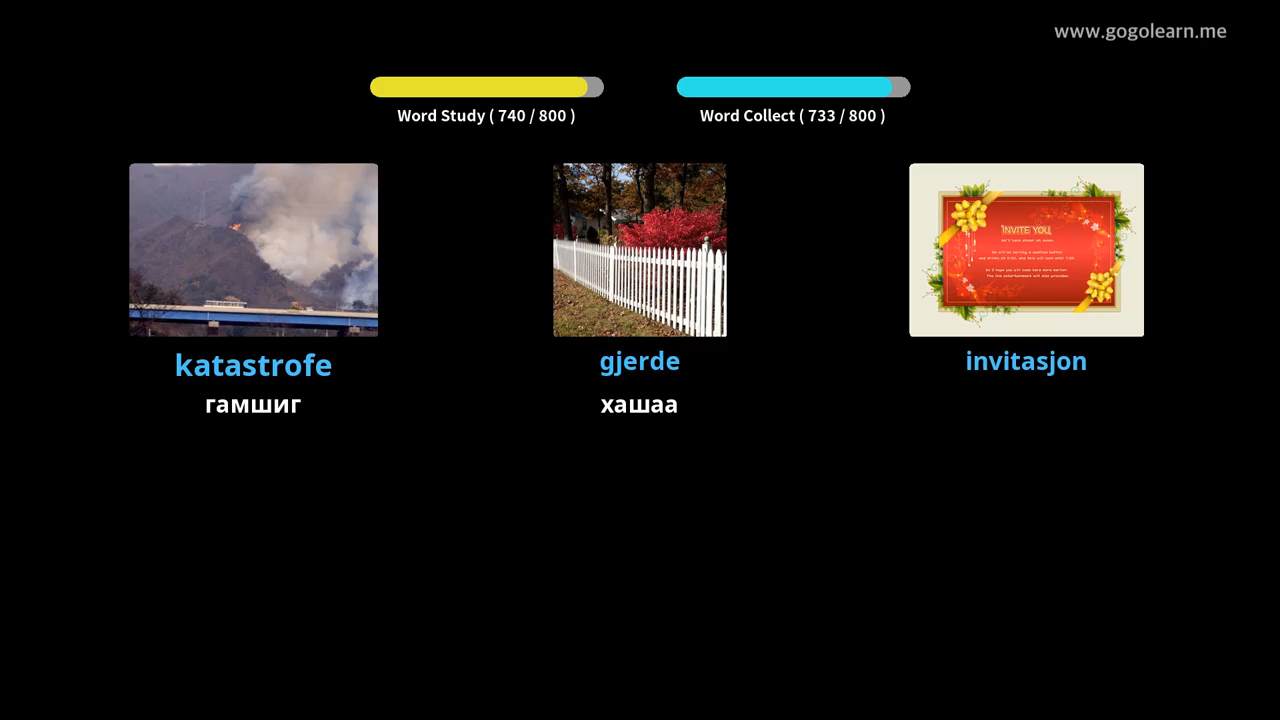 www.gogolearn.me
Word Study ( 740 / 800 )
Word Collect ( 733 / 800 )
INVITE YOU
katastrofe
gjerde
invitasjon
гамшиг
хашаа